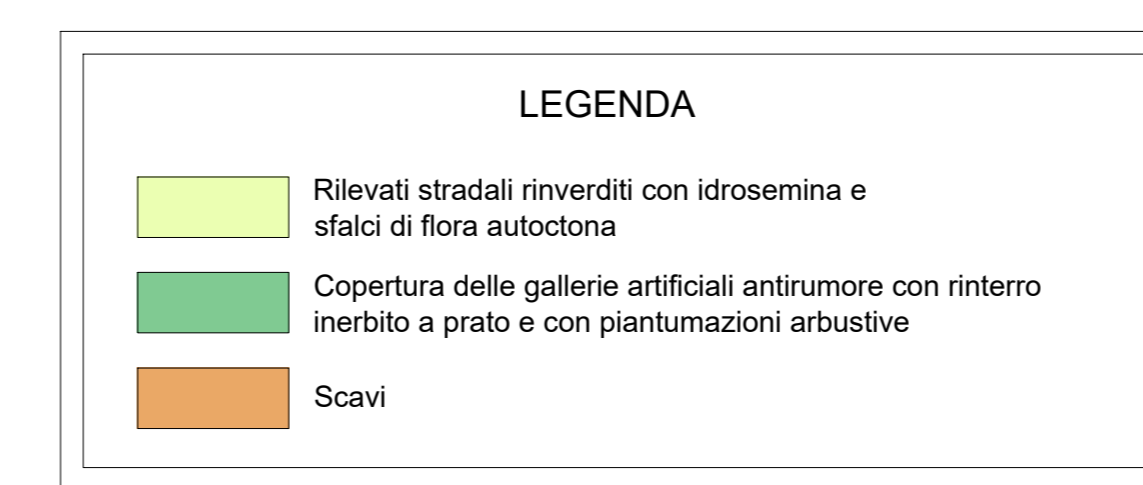 LEGENDA
Rilevati stradali rinverditi con idrosemina e
sfalci di flora autoctona
Copertura delle gallerie artificiali antirumore con rinterro
inerbito a prato e con piantumazioni arbustive
Scavi